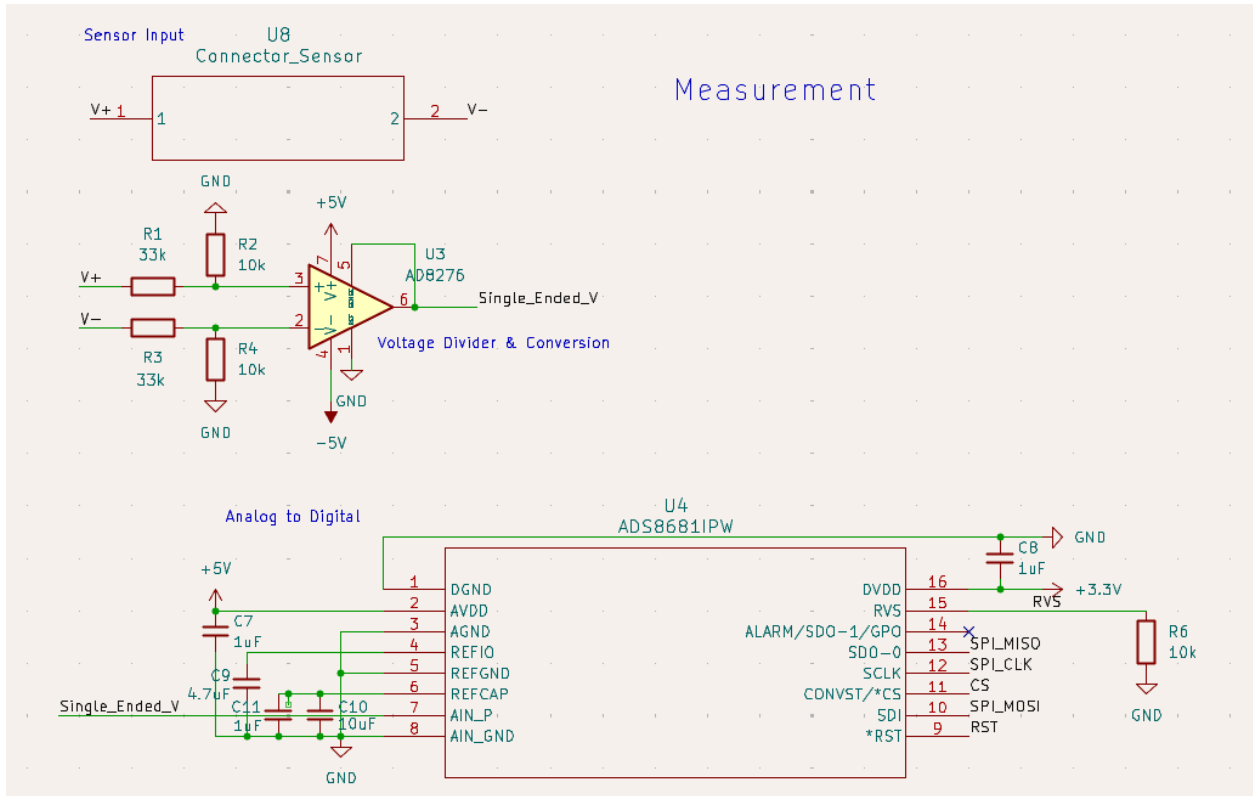 Sensor Input
U8
Connector_Sensor
Measurement
V+ 1
1
2
2 V-
GND
+5V
R1
33k
R2
10k
7
5
U3
AD8276
V+
3
+
V+
6
Single_Ended_V
V-
2
-
V-
4
1
Voltage Divider & Conversion
R3
33k
R4
10k
GND
GND
-5V
Analog to Digital
U4
ADS8681IPW
C8
1uF
GND
+5V
1
DGND
DVDD
16
+3.3V
2
AVDD
RVS
15
RVS
C7
1uF
3
AGND
ALARM/SDO-1/GPO
14
R6
10k
4
REFIO
SDO-0
13
SPI_MISO
C9
4.7uF
5
REFGND
SCLK
12
SPI_CLK
6
REFCAP
CONVST/*CS
11
CS
Single_Ended_V
C11
1uF
C10
10uF
7
AIN_P
SDI
10
SPI_MOSI
GND
8
AIN_GND
*RST
9
RST
GND